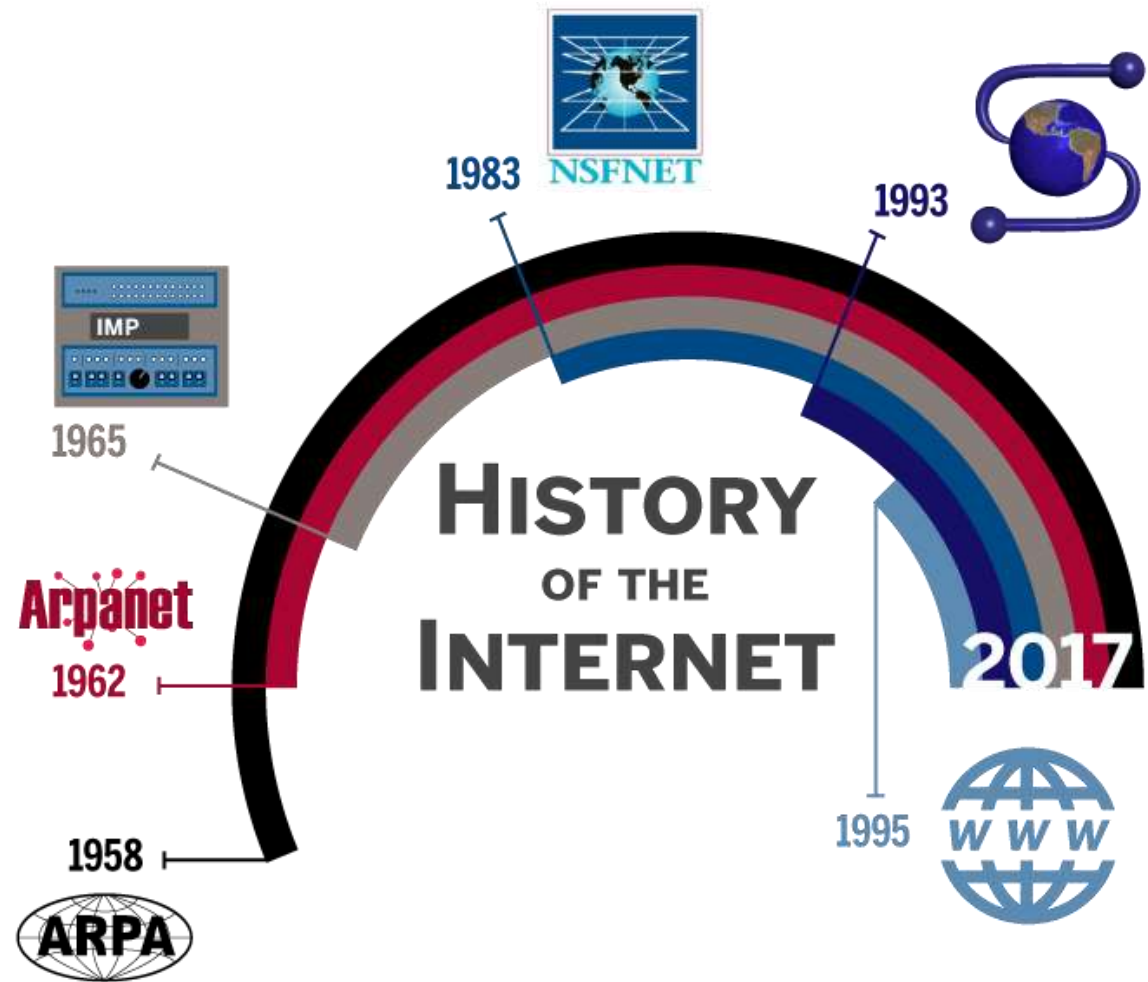 NSFNET
1983
1993
IMP
1965
HISTORY
OF THE
INTERNET
Arpanet
1962
2017
1958
ARPA
1995
W W W